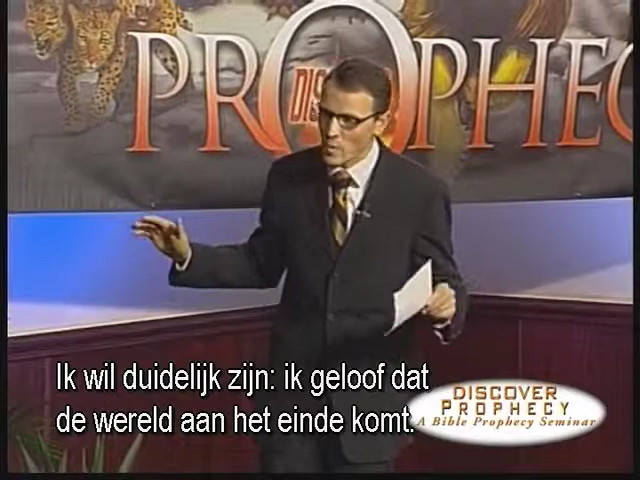 PROPHEC
DIS
Ik wil duidelijk zijn: ik geloof dat
de wereld aan het einde komt.
DISCOVER
PROPHECY
A Bible Prophecy Seminar